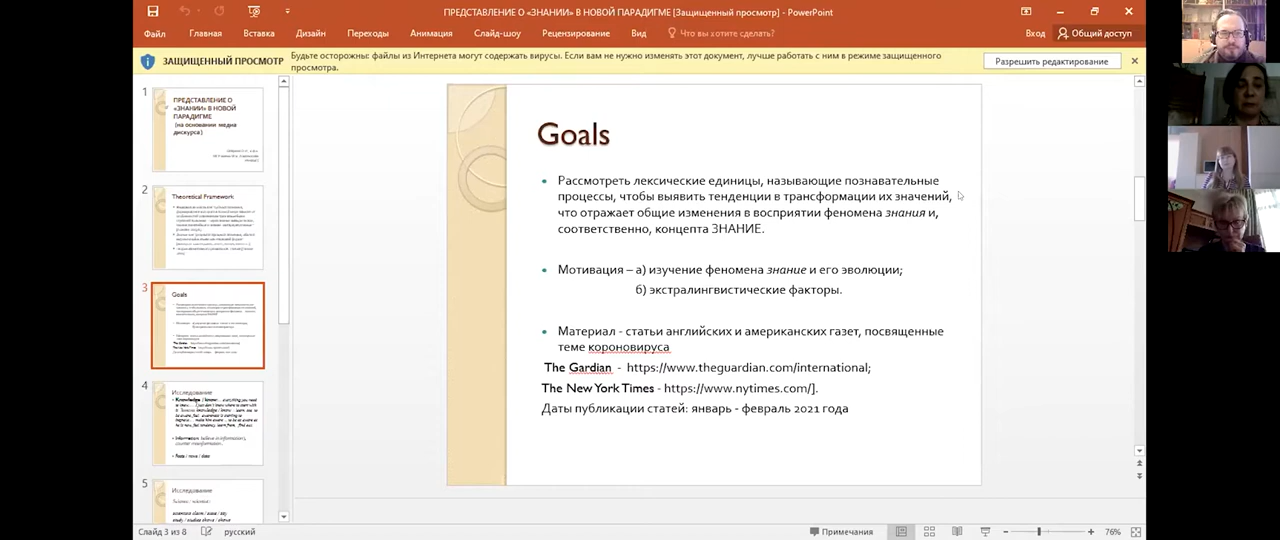 ПРЕДСТАВЛЕНИЕ О «ЗНАНИИ» В НОВОЙ ПАРАДИГМЕ [Защищенный просмотр] - PowerPoint
Файл Главная Вставка Дизайн Переходы Анимация Слайд-шоу Рецензирование Вид Что вы хотите сделать? Вход Общий доступ
ЗАЩИЩЕННЫЙ ПРОСМОТР
Будьте осторожны: файлы из Интернета могут содержать вирусы. Если вам не нужно изменять этот документ, лучше работать с ним в режиме защищенного
просмотра.
Разрешить редактирование
1
ПРЕДСТАВЛЕНИЕ О
«ЗНАНИИ» В НОВОЙ
ПАРАДИГМЕ
(на основании медиа
дискурса)
2
Theoretical Framework
3
Goals
4
Исследование
5
Исследование
Goals
Рассмотреть лексические единицы, называющие познавательные
процессы, чтобы выявить тенденции в трансформации их значений,
что отражает общие изменения в восприятии феномена знания и,
соответственно, концепта ЗНАНИЕ.
Мотивация – а) изучение феномена знание и его эволюции;
б) экстралингвистические факторы.
Материал - статьи английских и американских газет, посвященные
теме короновируса
The Gardian - https://www.theguardian.com/international;
The New York Times - https://www.nytimes.com/].
Даты публикации статей: январь - февраль 2021 года
Слайд 3 из 8 русский Примечания 76%